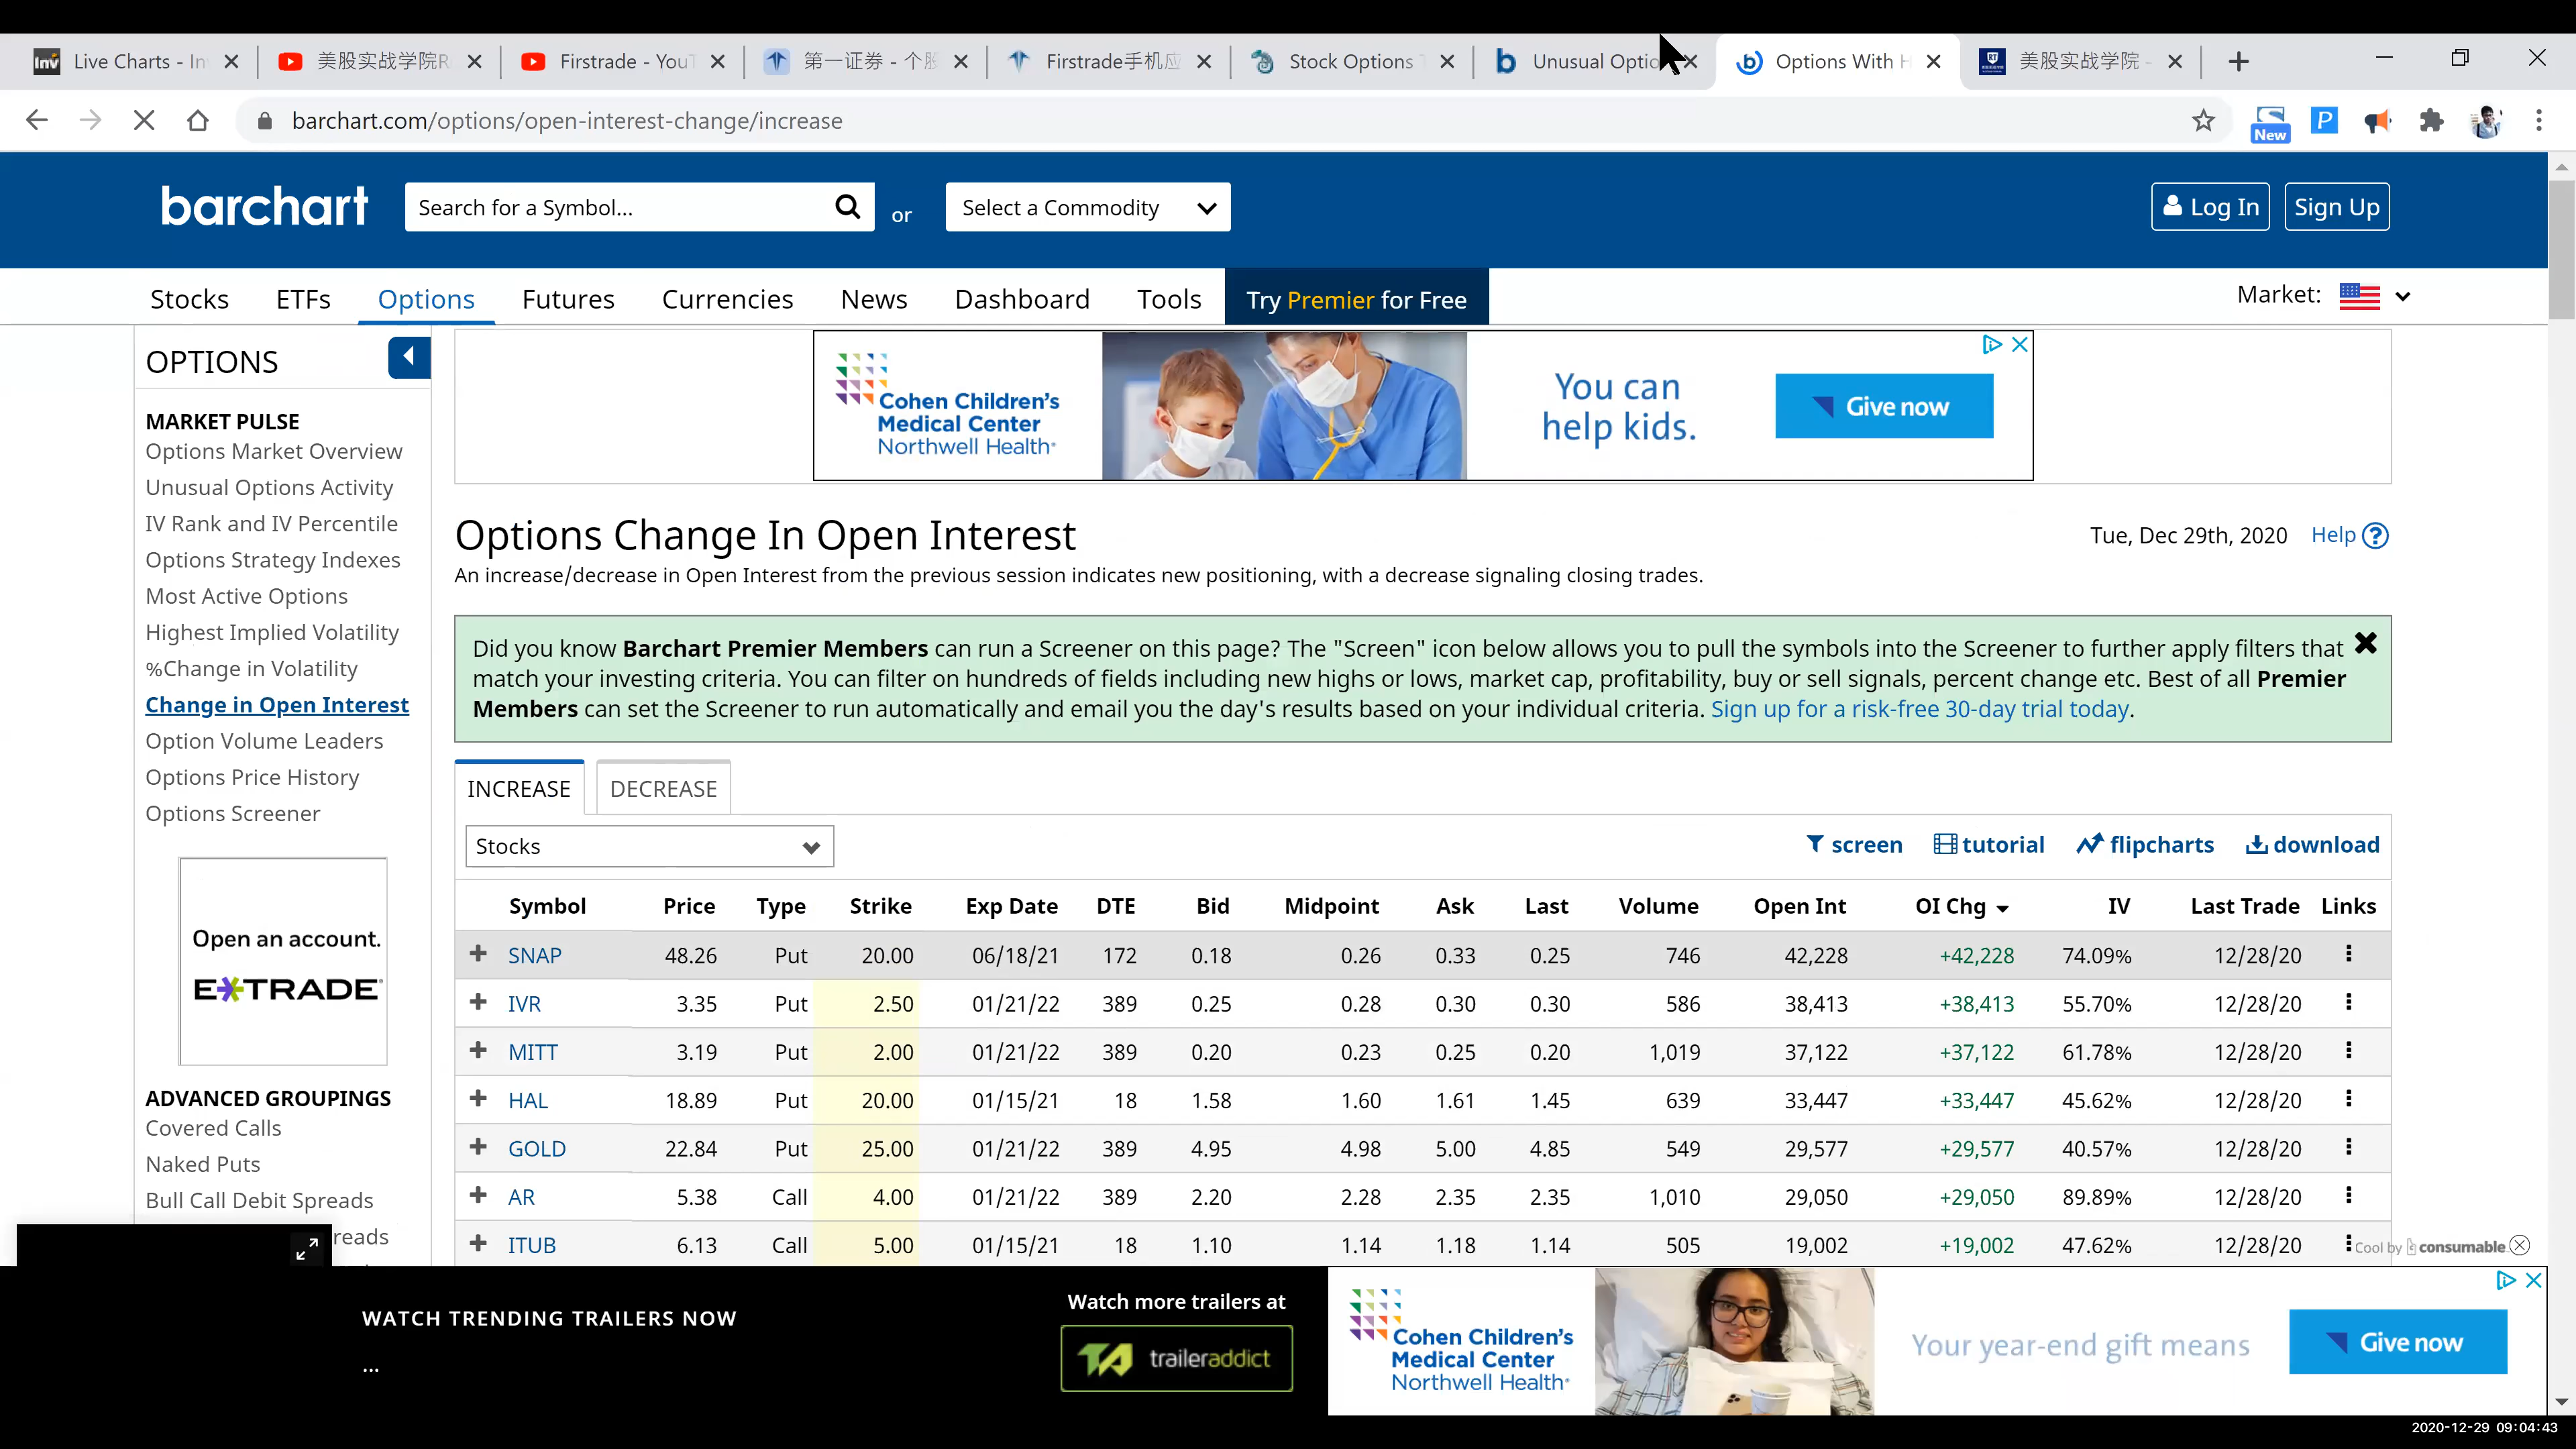 Live Charts - In
美股实战学院R
Firstrade - YouT
第一证券 - 个股
Firstrade手机应
Stock Options T
Unusual Optio
Options With H
美股实战学院 -
barchart.com/options/open-interest-change/increase
New
barchart
Search for a Symbol...
or
Select a Commodity
Log In
Sign Up
Stocks ETFs Options Futures Currencies News Dashboard Tools Try Premier for Free
Market:
OPTIONS
MARKET PULSE
Options Market Overview
Unusual Options Activity
IV Rank and IV Percentile
Options Strategy Indexes
Most Active Options
Highest Implied Volatility
%Change in Volatility
Change in Open Interest
Option Volume Leaders
Options Price History
Options Screener
Open an account.
E*TRADE
ADVANCED GROUPINGS
Covered Calls
Naked Puts
Bull Call Debit Spreads
reads
Cohen Children's
Medical Center
Northwell Health
You can
help kids.
Give now
Options Change In Open Interest
Tue, Dec 29th, 2020 Help ?
An increase/decrease in Open Interest from the previous session indicates new positioning, with a decrease signaling closing trades.
Did you know Barchart Premier Members can run a Screener on this page? The "Screen" icon below allows you to pull the symbols into the Screener to further apply filters that
match your investing criteria. You can filter on hundreds of fields including new highs or lows, market cap, profitability, buy or sell signals, percent change etc. Best of all Premier
Members can set the Screener to run automatically and email you the day's results based on your individual criteria. Sign up for a risk-free 30-day trial today.
INCREASE DECREASE
Stocks
screen tutorial flipcharts download
Symbol Price Type Strike Exp Date DTE Bid Midpoint Ask Last Volume Open Int OI Chg IV Last Trade Links
SNAP 48.26 Put 20.00 06/18/21 172 0.18 0.26 0.33 0.25 746 42,228 +42,228 74.09% 12/28/20
IVR 3.35 Put 2.50 01/21/22 389 0.25 0.28 0.30 0.30 586 38,413 +38,413 55.70% 12/28/20
MITT 3.19 Put 2.00 01/21/22 389 0.20 0.23 0.25 0.20 1,019 37,122 +37,122 61.78% 12/28/20
HAL 18.89 Put 20.00 01/15/21 18 1.58 1.60 1.61 1.45 639 33,447 +33,447 45.62% 12/28/20
GOLD 22.84 Put 25.00 01/21/22 389 4.95 4.98 5.00 4.85 549 29,577 +29,577 40.57% 12/28/20
AR 5.38 Call 4.00 01/21/22 389 2.20 2.28 2.35 2.35 1,010 29,050 +29,050 89.89% 12/28/20
ITUB 6.13 Call 5.00 01/15/21 18 1.10 1.14 1.18 1.14 505 19,002 +19,002 47.62% 12/28/20
Cool by consumable
WATCH TRENDING TRAILERS NOW
...
Watch more trailers at
TA traileraddict
Cohen Children's
Medical Center
Northwell Health
Your year-end gift means
Give now
2020-12-29 09:04:43